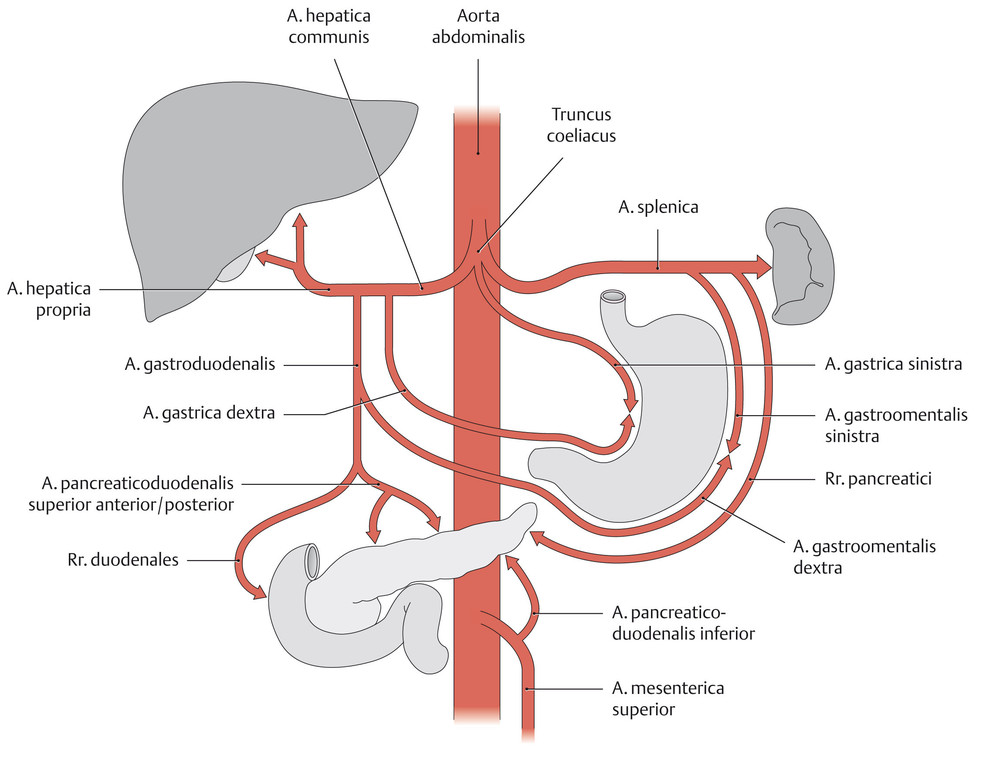 A. hepatica
communis
Aorta
abdominalis
Truncus
coeliacus
A. splenica
A. hepatica
propria
A. gastroduodenalis
A. gastrica dextra
A. gastrica sinistra
A. gastroomentalis
sinistra
A. pancreaticoduodenalis
superior anterior/posterior
Rr. pancreatici
Rr. duodenales
A. gastroomentalis
dextra
A. pancreatico-
duodenalis inferior
A. mesenterica
superior